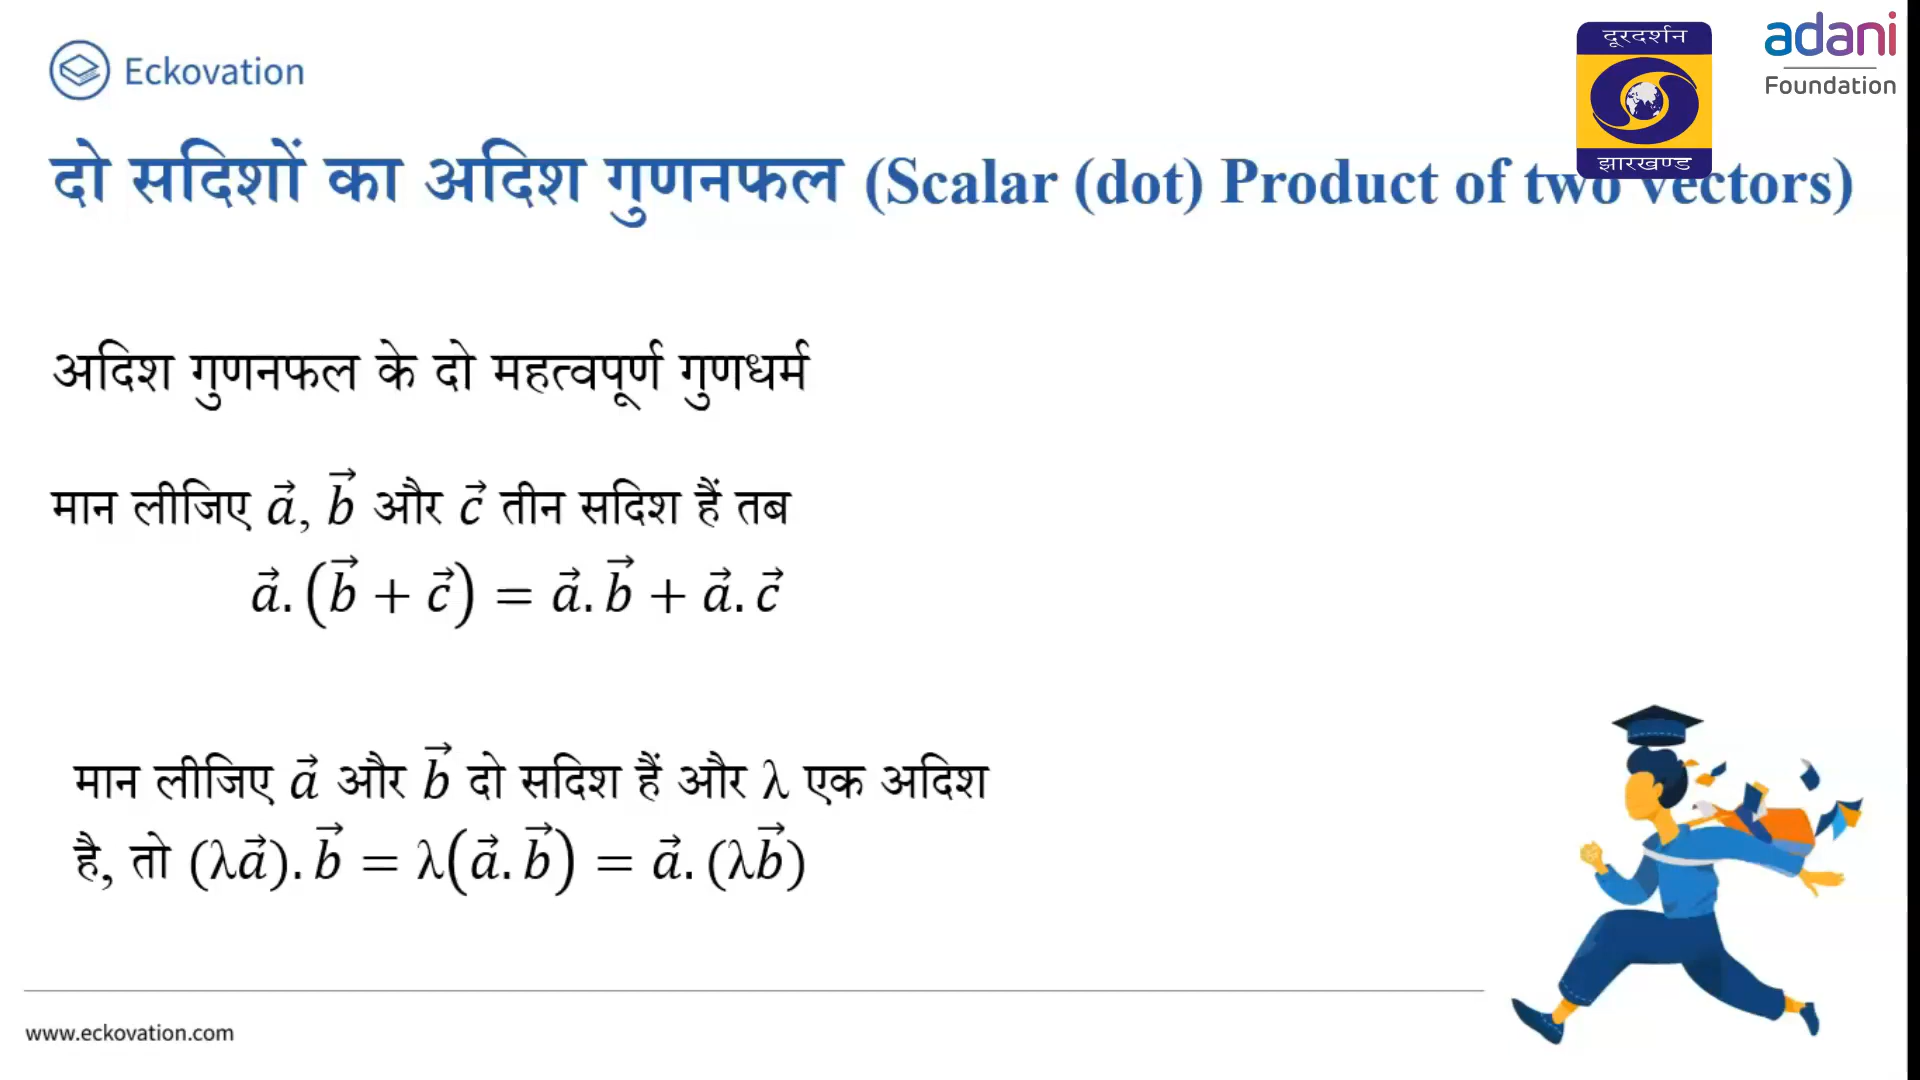 Eckovation
दूरदर्शन
झारखण्ड
adani
Foundation
दो सदिशों का अदिश गुणनफल (Scalar (dot) Product of two vectors)
अदिश गुणनफल के दो महत्वपूर्ण गुणधर्म
मान लीजिए a⃗, b⃗ और c⃗ तीन सदिश हैं तब
a⃗.(b⃗ + c⃗) = a⃗.b⃗ + a⃗.c⃗
मान लीजिए a⃗ और b⃗ दो सदिश हैं और λ एक अदिश
है, तो (λa⃗).b⃗ = λ(a⃗.b⃗) = a⃗.(λb⃗)
www.eckovation.com